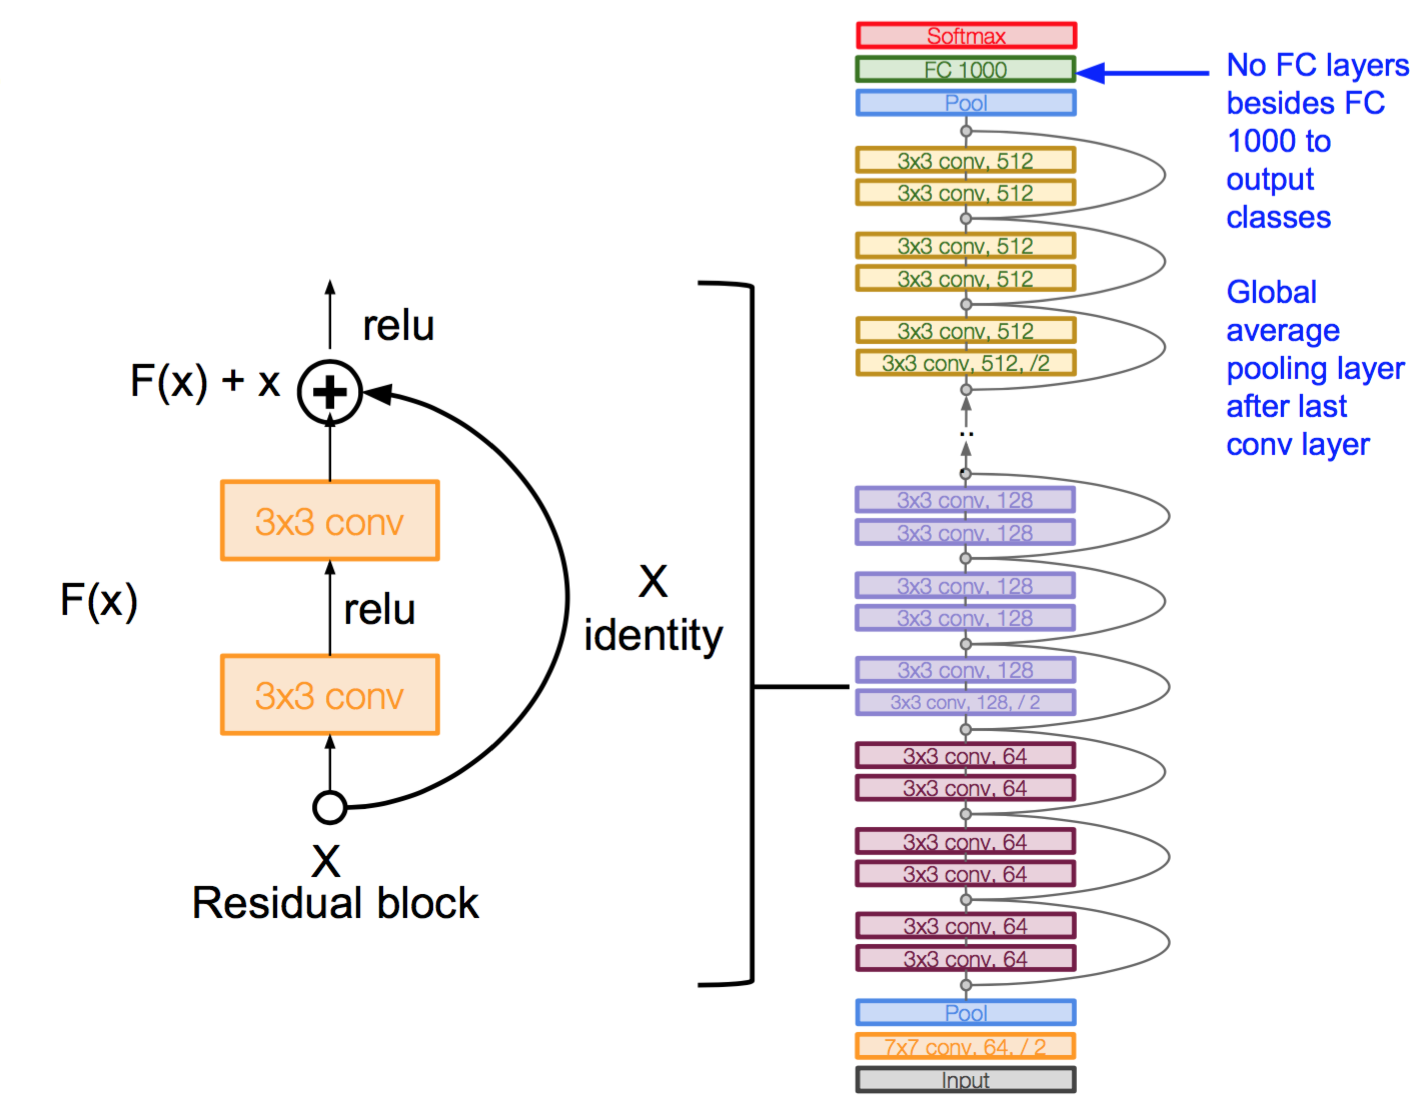 relu
F(x) + x
3x3 conv
F(x)
relu
X
identity
3x3 conv
X
Residual block
Softmax
FC 1000
Pool
3x3 conv, 512
3x3 conv, 512
3x3 conv, 512
3x3 conv, 512
3x3 conv, 512
3x3 conv, 512, /2
..
3x3 conv, 128
3x3 conv, 128
3x3 conv, 128
3x3 conv, 128
3x3 conv, 128
3x3 conv, 128, / 2
3x3 conv, 64
3x3 conv, 64
3x3 conv, 64
3x3 conv, 64
3x3 conv, 64
3x3 conv, 64
Pool
7x7 conv, 64, / 2
Input
No FC layers
besides FC
1000 to
output
classes
Global
average
pooling layer
after last
conv layer